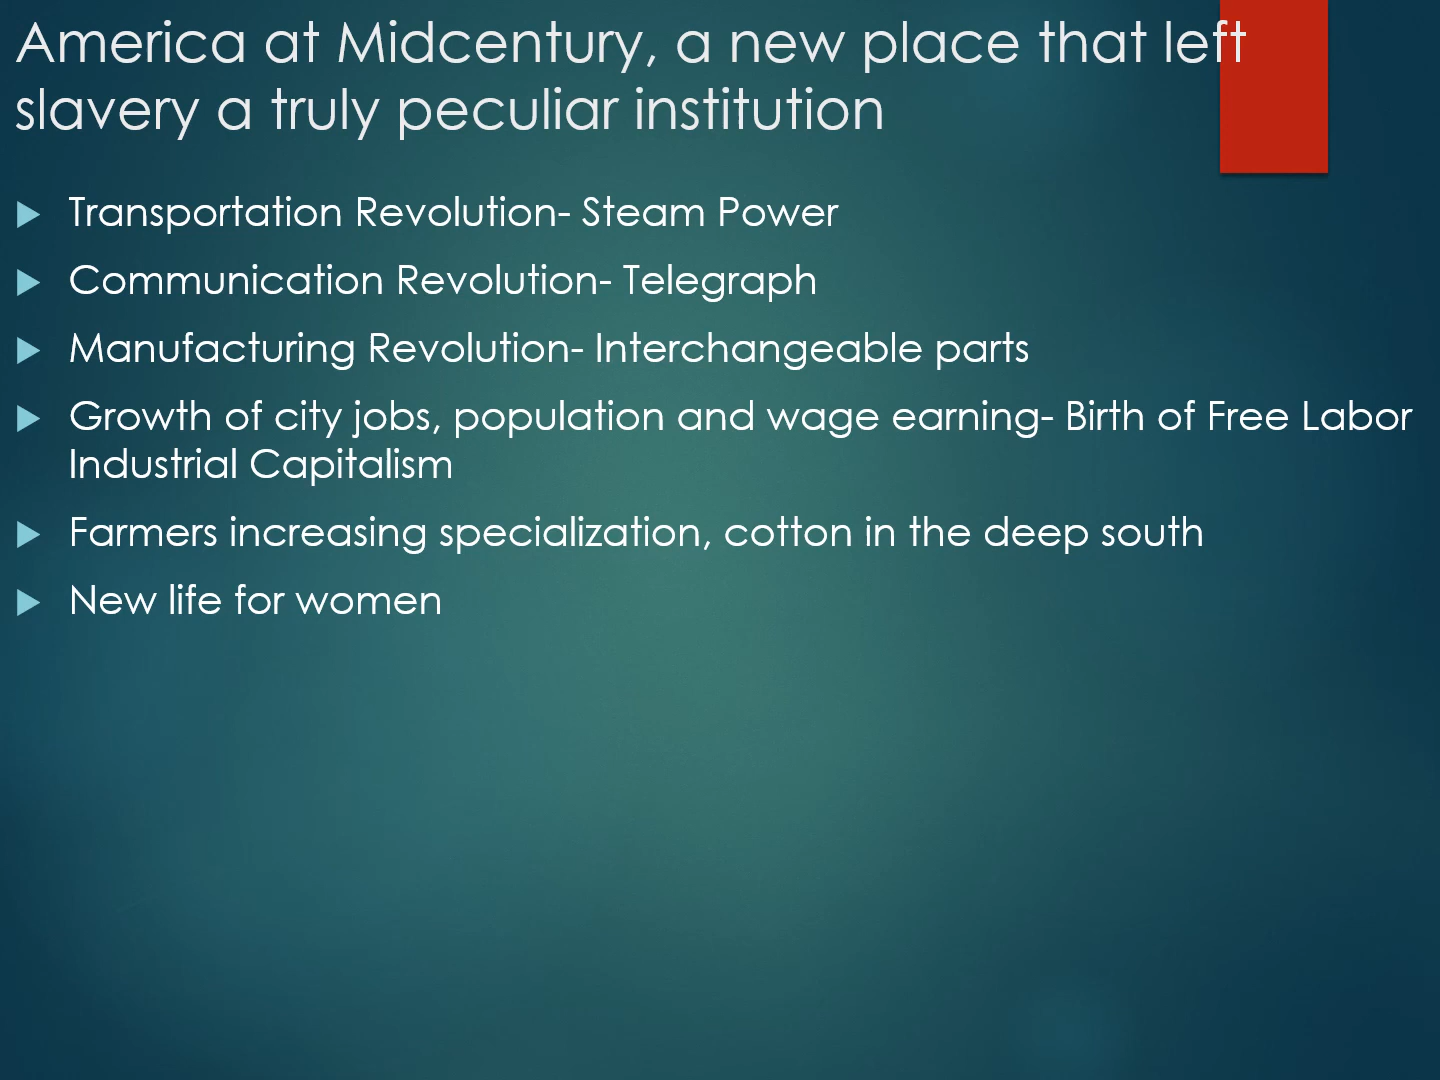 America at Midcentury, a new place that left
slavery a truly peculiar institution
Transportation Revolution- Steam Power
Communication Revolution- Telegraph
Manufacturing Revolution- Interchangeable parts
Growth of city jobs, population and wage earning- Birth of Free Labor
Industrial Capitalism
Farmers increasing specialization, cotton in the deep south
New life for women